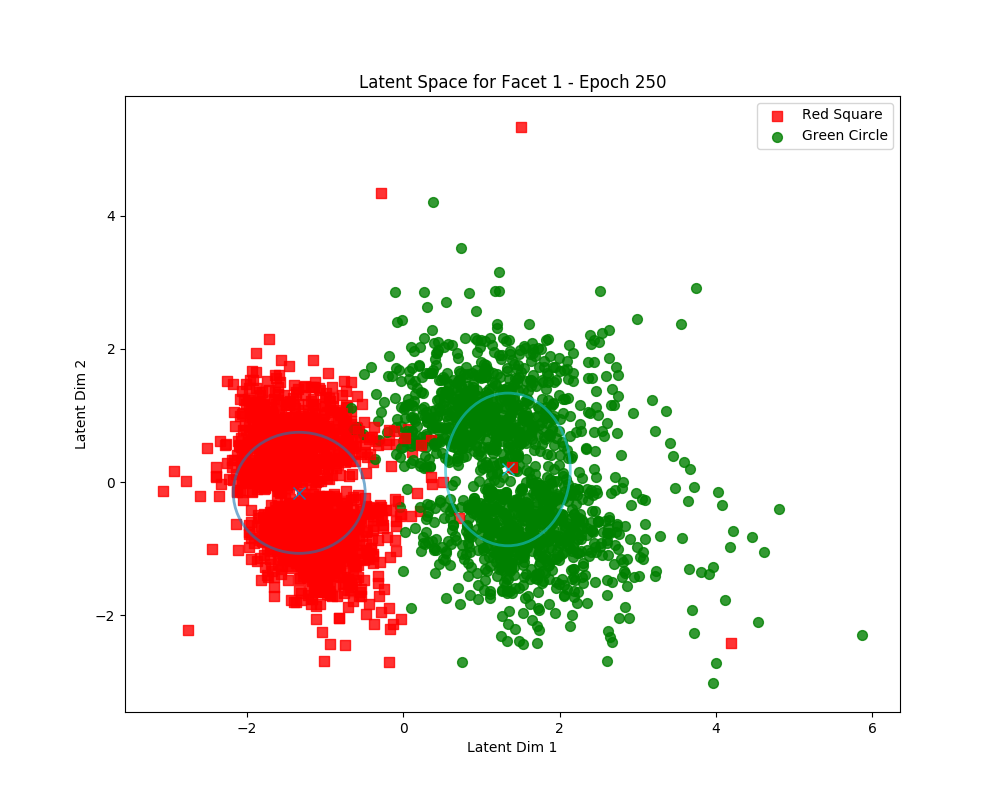 Latent Space for Facet 1 - Epoch 250
Red Square
Green Circle
4
2
0
−2
Latent Dim 2
−2
0
2
4
6
Latent Dim 1